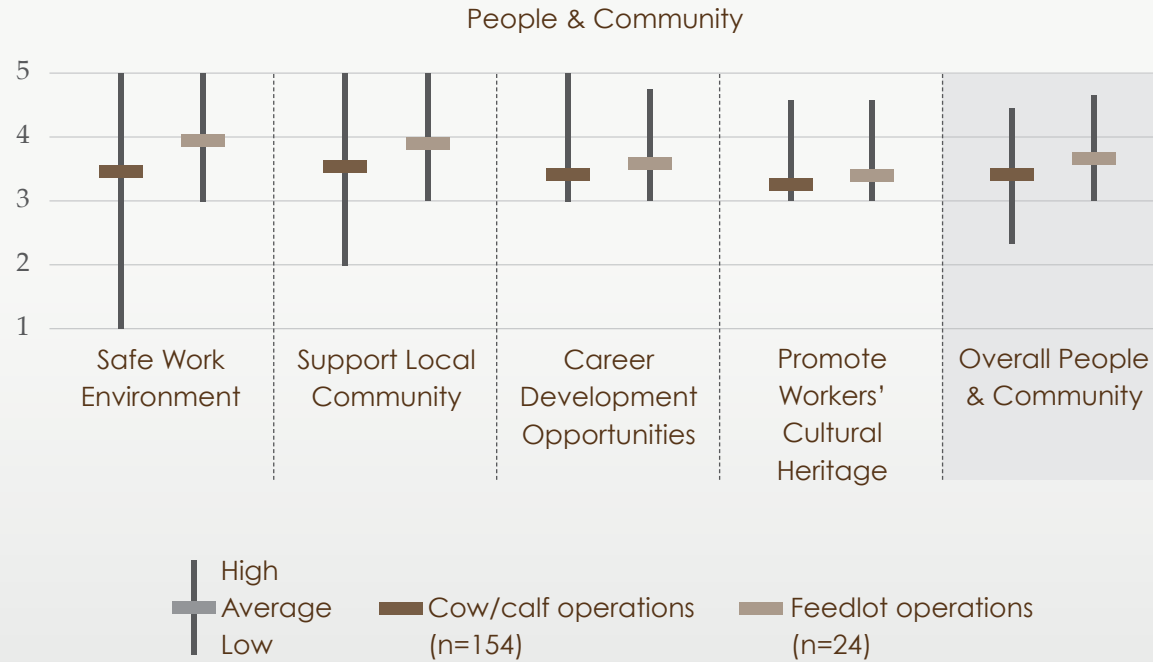 People & Community
5
4
3
2
1
Safe Work
Environment
Support Local
Community
Career
Development
Opportunities
Promote
Workers’
Cultural
Heritage
Overall People
& Community
High
Average
Low
Cow/calf operations
(n=154)
Feedlot operations
(n=24)